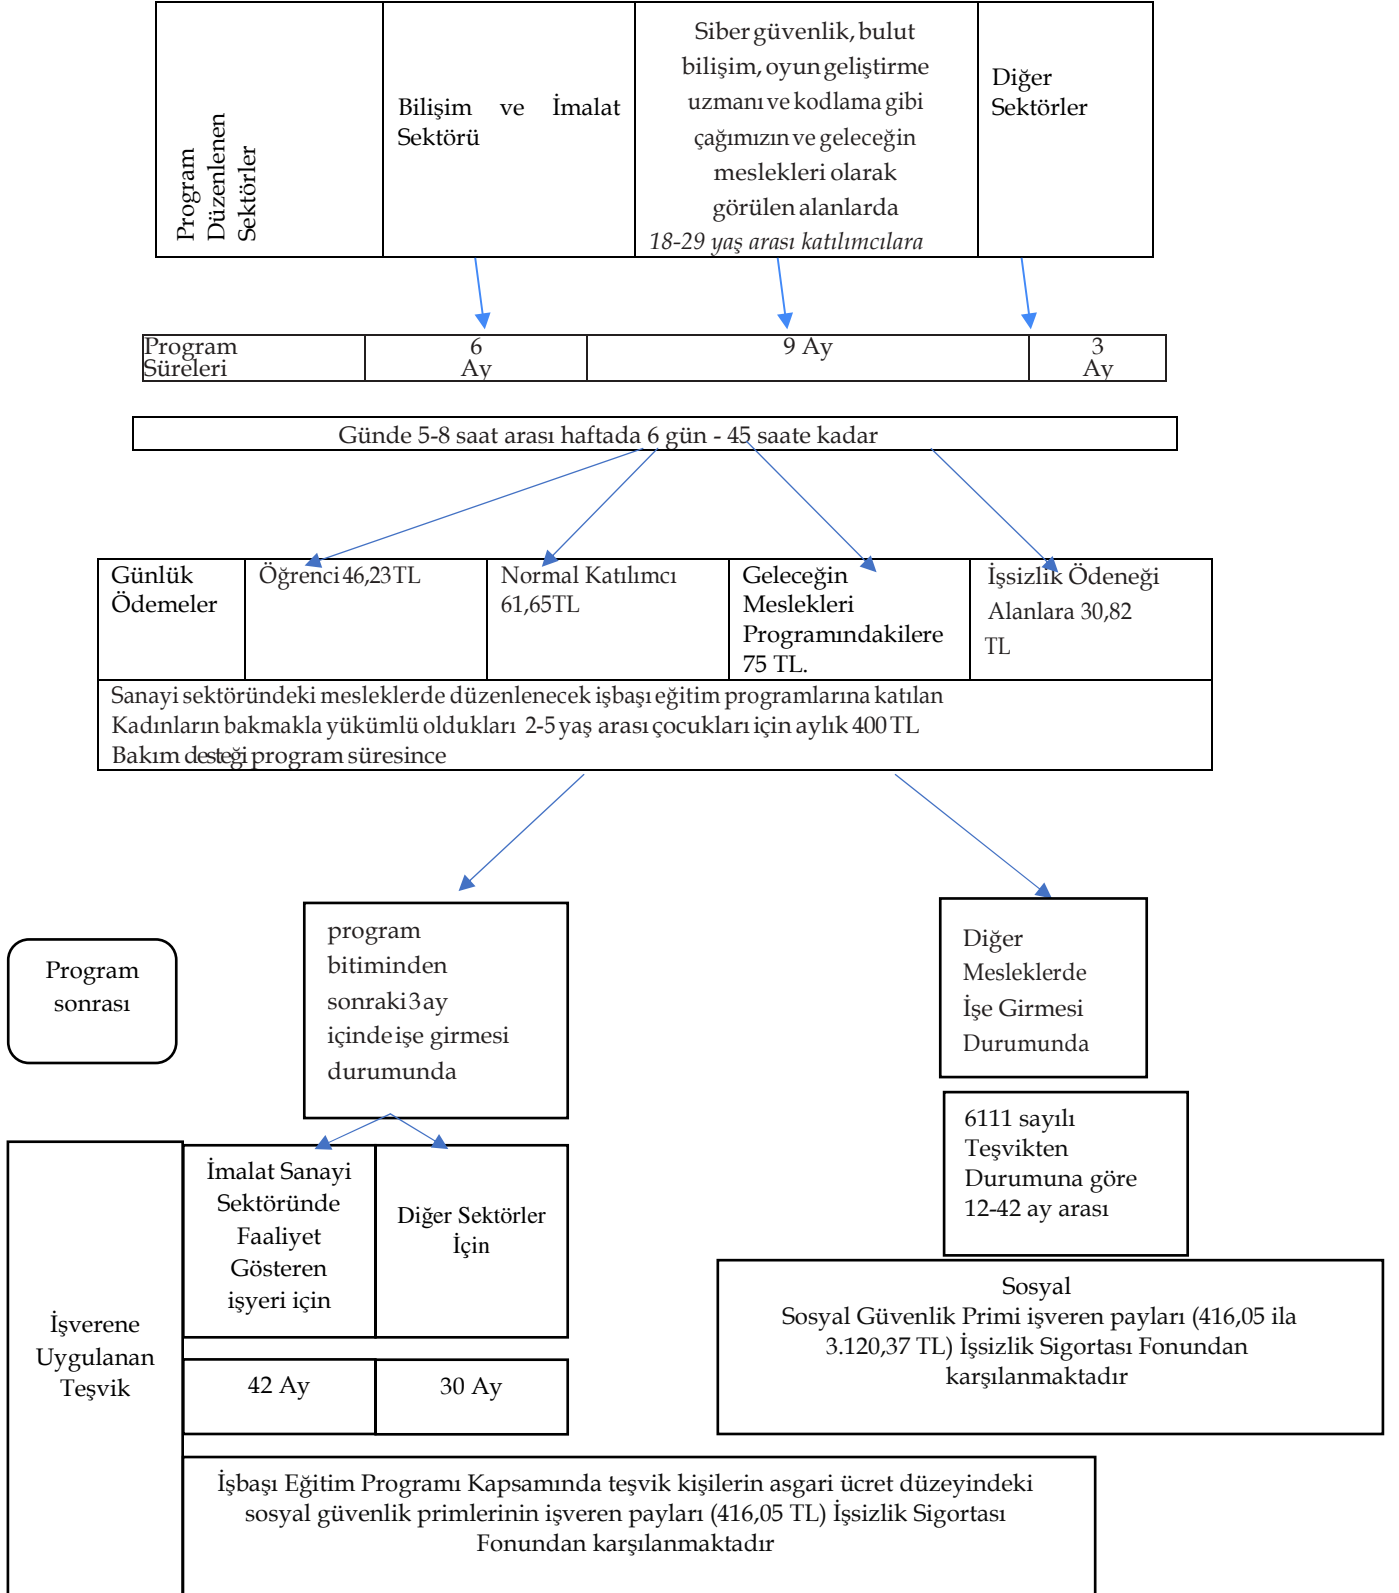 Program
Düzenlenen
Sektörler
Bilişim ve İmalat
Sektörü
Siber güvenlik, bulut
bilişim, oyun geliştirme
uzmanı ve kodlama gibi
çağımızın ve geleceğin
meslekleri olarak
görülen alanlarda
18-29 yaş arası katılımcılara
Diğer
Sektörler
Program
Süreleri
6
Ay
9 Ay
3
Ay
Günde 5-8 saat arası haftada 6 gün - 45 saate kadar
Günlük
Ödemeler
Öğrenci 46,23 TL
Normal Katılımcı
61,65TL
Geleceğin
Meslekleri
Programındakilere
75 TL.
İşsizlik Ödeneği
Alanlara 30,82
TL
Sanayi sektöründeki mesleklerde düzenlenecek işbaşı eğitim programlarına katılan
Kadınların bakmakla yükümlü oldukları 2-5 yaş arası çocukları için aylık 400 TL
Bakım desteği program süresince
Program
sonrası
program
bitiminden
sonraki 3 ay
içinde işe girmesi
durumunda
Diğer
Mesleklerde
İşe Girmesi
Durumunda
6111 sayılı
Teşvikten
Durumuna göre
12-42 ay arası
İşverene
Uygulanan
Teşvik
İmalat Sanayi
Sektöründe
Faaliyet
Gösteren
işyeri için
Diğer Sektörler
İçin
42 Ay
30 Ay
Sosyal
Sosyal Güvenlik Primi işveren payları (416,05 ila
3.120,37 TL) İşsizlik Sigortası Fonundan
karşılanmaktadır
İşbaşı Eğitim Programı Kapsamında teşvik kişilerin asgari ücret düzeyindeki
sosyal güvenlik primlerinin işveren payları (416,05 TL) İşsizlik Sigortası
Fonundan karşılanmaktadır